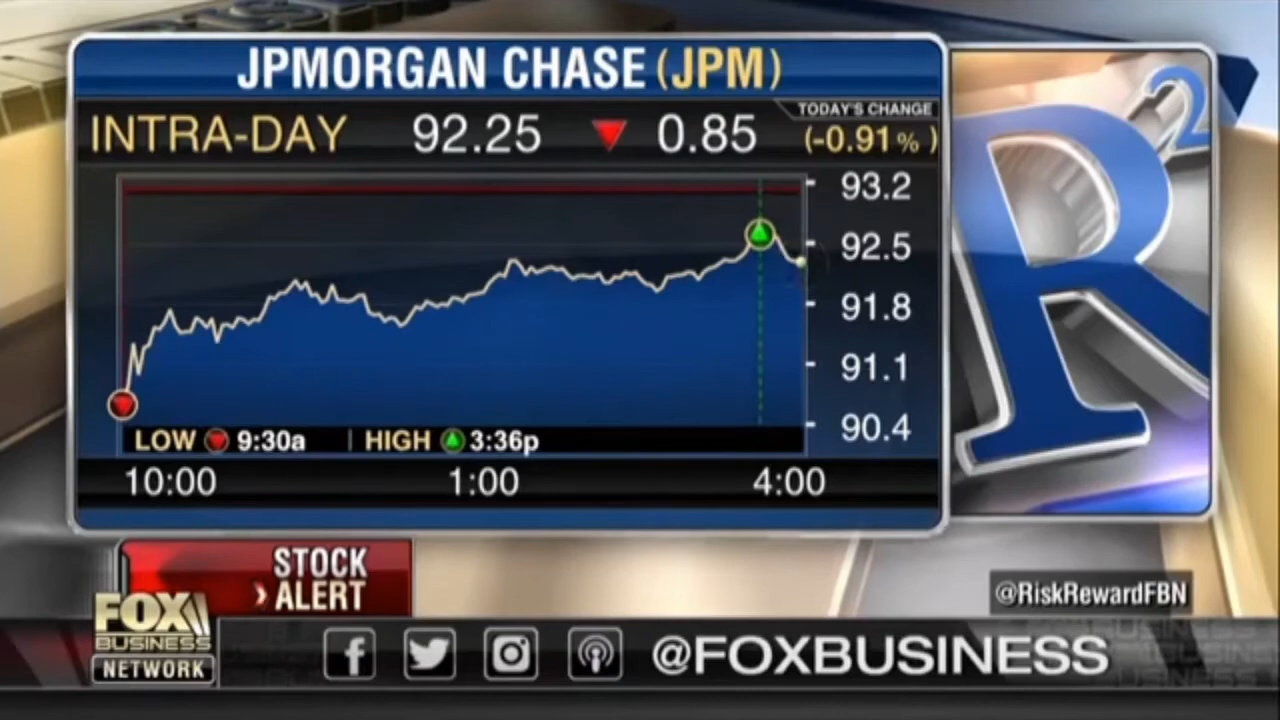 JPMORGAN CHASE (JPM)
TODAY'S CHANGE
INTRA-DAY 92.25 0.85 (-0.91%)
93.2
92.5
91.8
91.1
90.4
LOW 9:30a | HIGH 3:36p
10:00 1:00 4:00
R2
STOCK
ALERT
@RiskRewardFBN
FOX
BUSINESS
NETWORK
@FOXBUSINESS